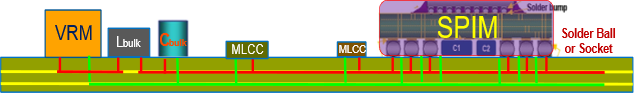 VRM
Lbulk
Cbulk
MLCC
MLCC
Solder bump
SPIM
C1
C2
Solder Ball
or Socket